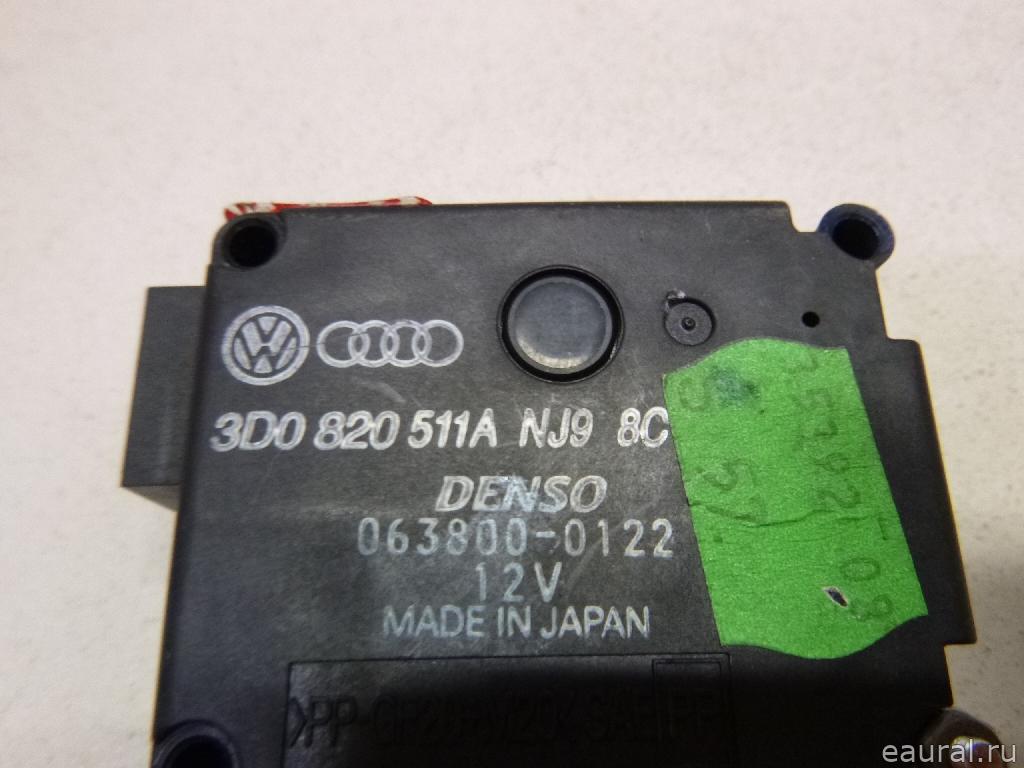 3D0 820 511A NJ9 8C
DENSO
063800-0122
12V
MADE IN JAPAN
eaural.ru